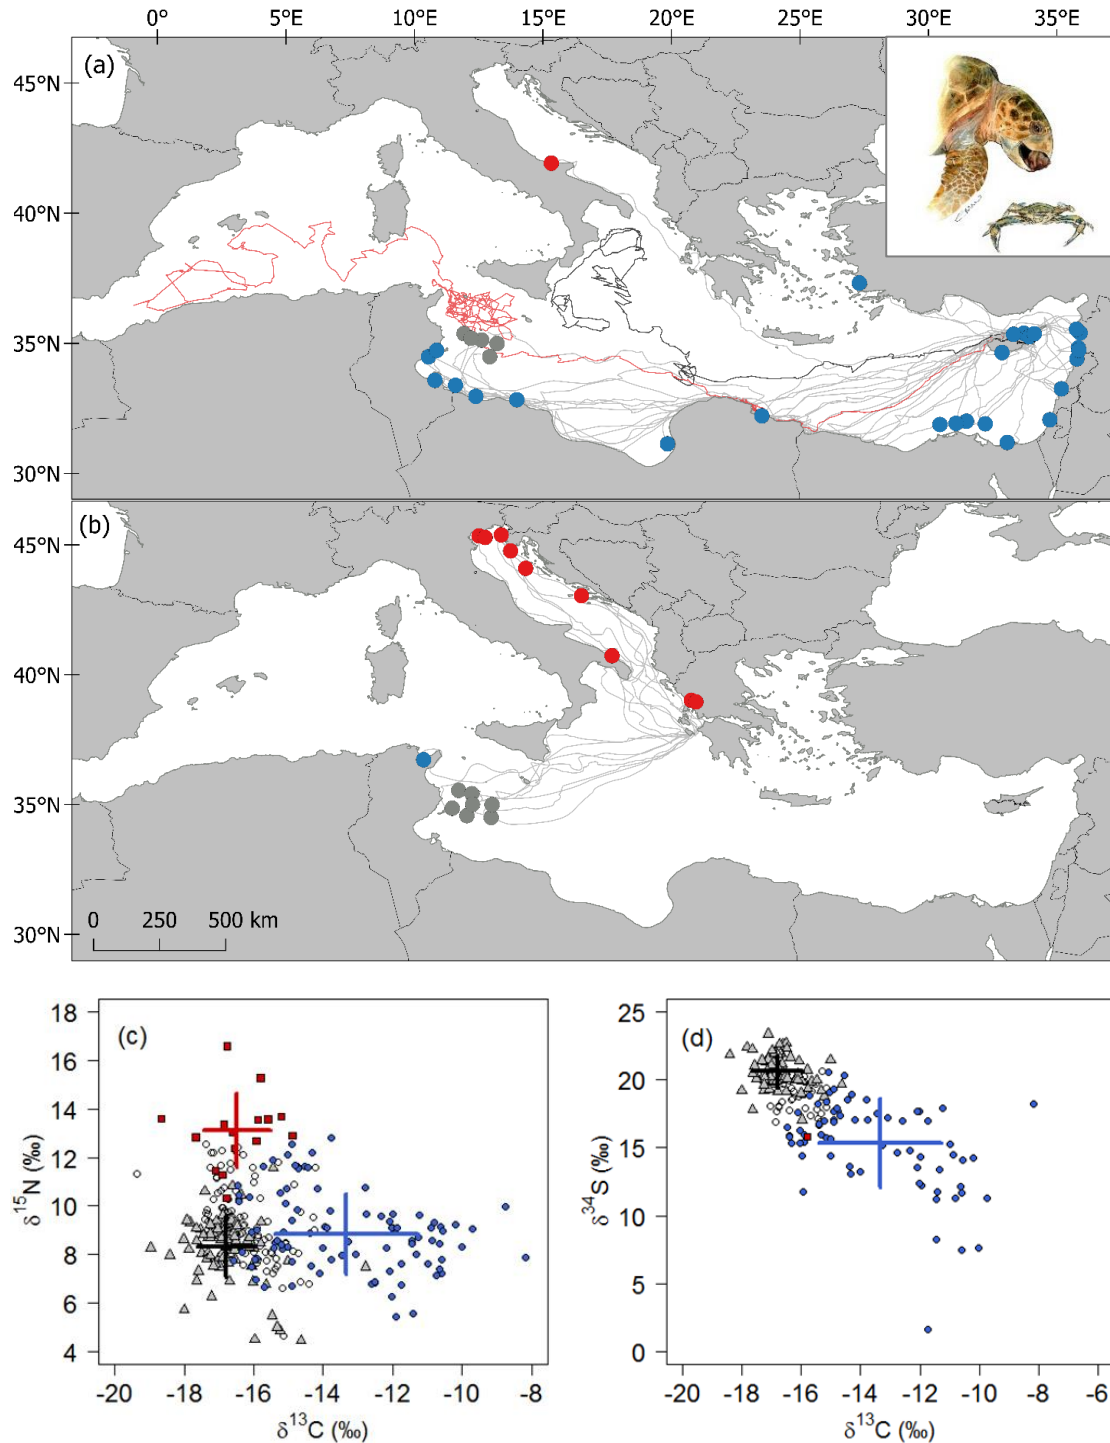 0° 5°E 10°E 15°E 20°E 25°E 30°E 35°E
(a)
45°N
40°N
35°N
30°N
(b)
45°N
40°N
35°N
30°N
0 250 500 km
(c)
18
16
14
12
10
8
6
4
δ15N (‰)
-20 -18 -16 -14 -12 -10 -8
δ13C (‰)
(d)
25
20
15
10
5
0
δ34S (‰)
-20 -18 -16 -14 -12 -10 -8 -6
δ13C (‰)